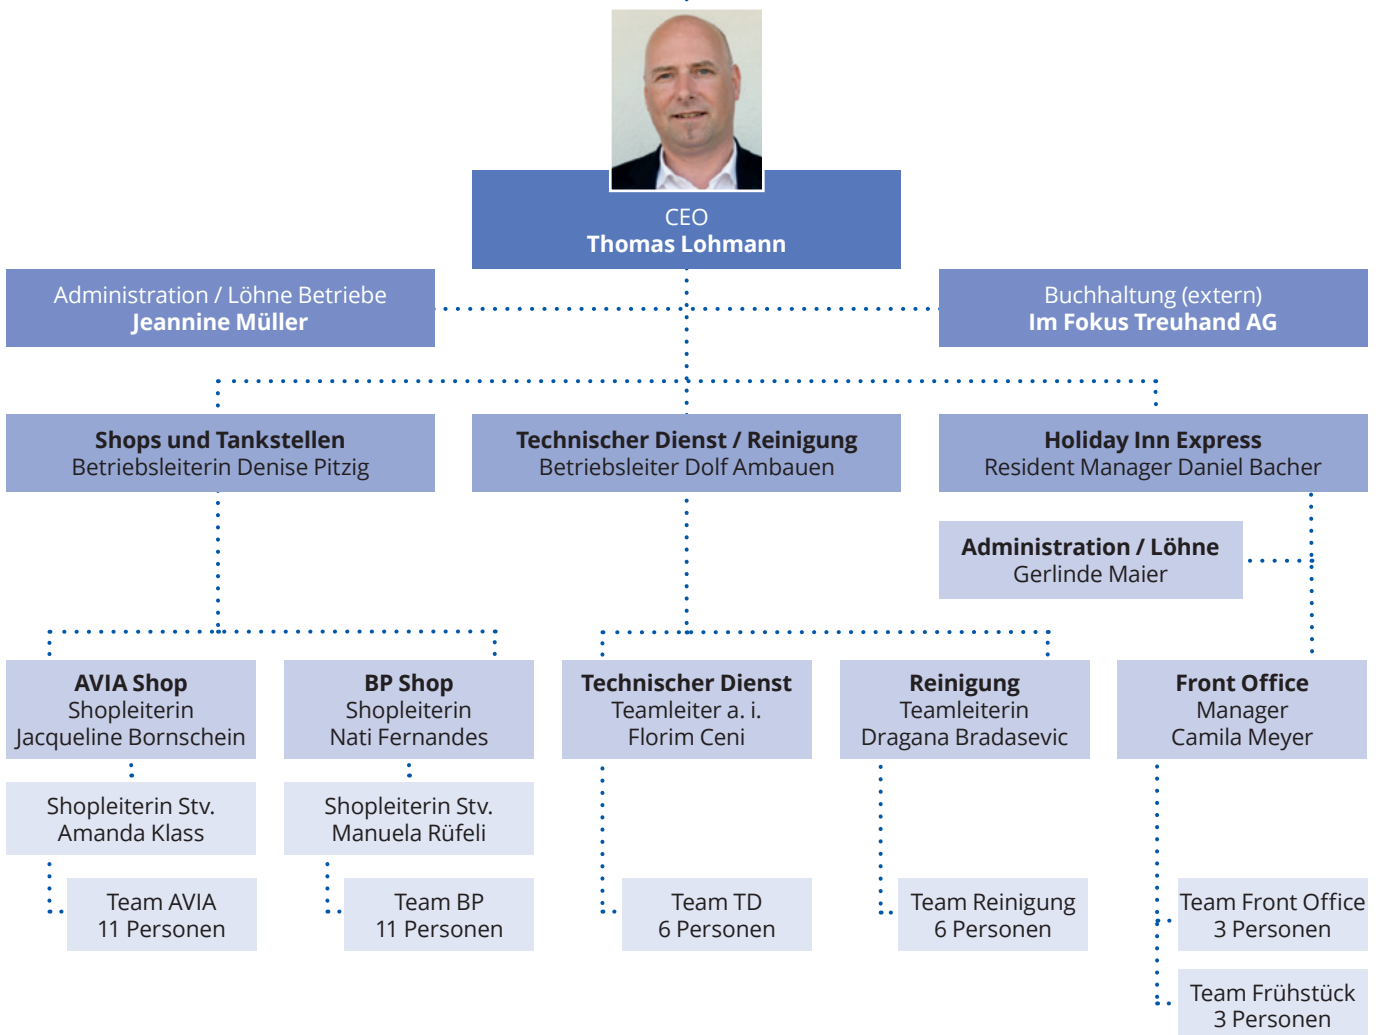 CEO
Thomas Lohmann
Administration / Löhne Betriebe
Jeannine Müller
Buchhaltung (extern)
Im Fokus Treuhand AG
Shops und Tankstellen
Betriebsleiterin Denise Pitzig
Technischer Dienst / Reinigung
Betriebsleiter Dolf Ambauen
Holiday Inn Express
Resident Manager Daniel Bacher
Administration / Löhne
Gerlinde Maier
AVIA Shop
Shopleiterin
Jacqueline Bornschein
BP Shop
Shopleiterin
Nati Fernandes
Technischer Dienst
Teamleiter a. i.
Florim Ceni
Reinigung
Teamleiterin
Dragana Bradasevic
Front Office
Manager
Camila Meyer
Shopleiterin Stv.
Amanda Klass
Shopleiterin Stv.
Manuela Rüfeli
Team AVIA
11 Personen
Team BP
11 Personen
Team TD
6 Personen
Team Reinigung
6 Personen
Team Front Office
3 Personen
Team Frühstück
3 Personen